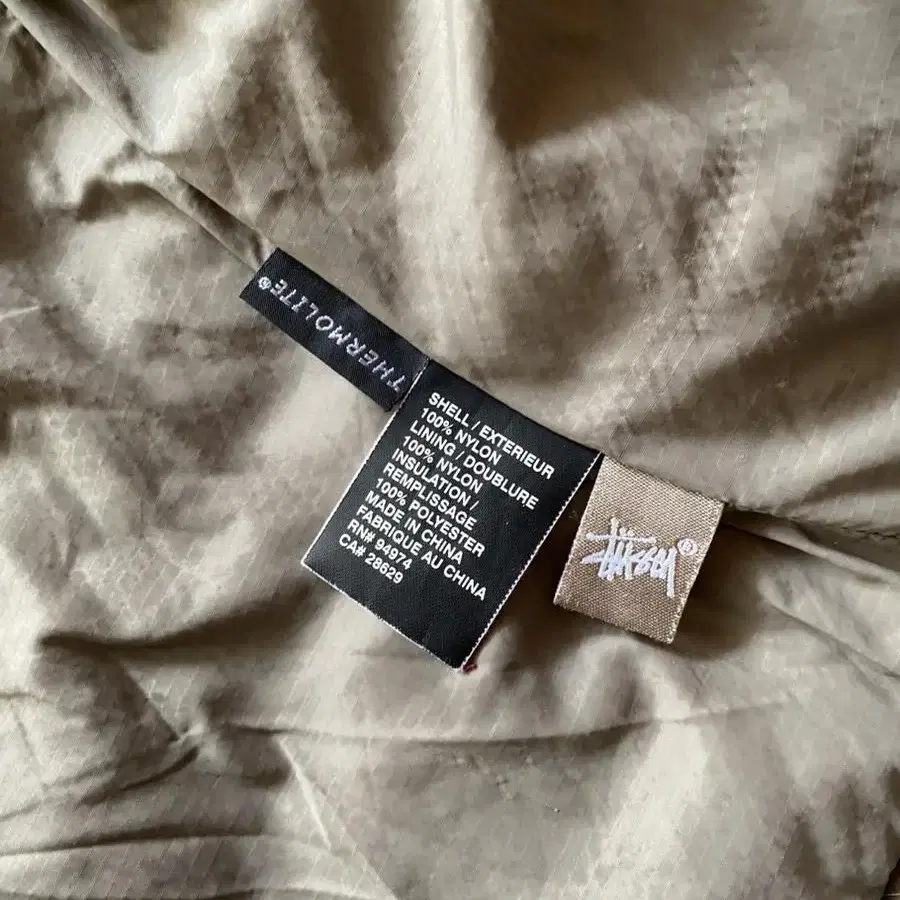 THERMOLITE®
SHELL / EXTERIEUR
100% NYLON
LINING / DOUBLURE
100% NYLON
INSULATION /
REMPLISSAGE
100% POLYESTER
MADE IN CHINA
FABRIQUE AU CHINA
RN# 94974
CA# 28629
STÜSSY®